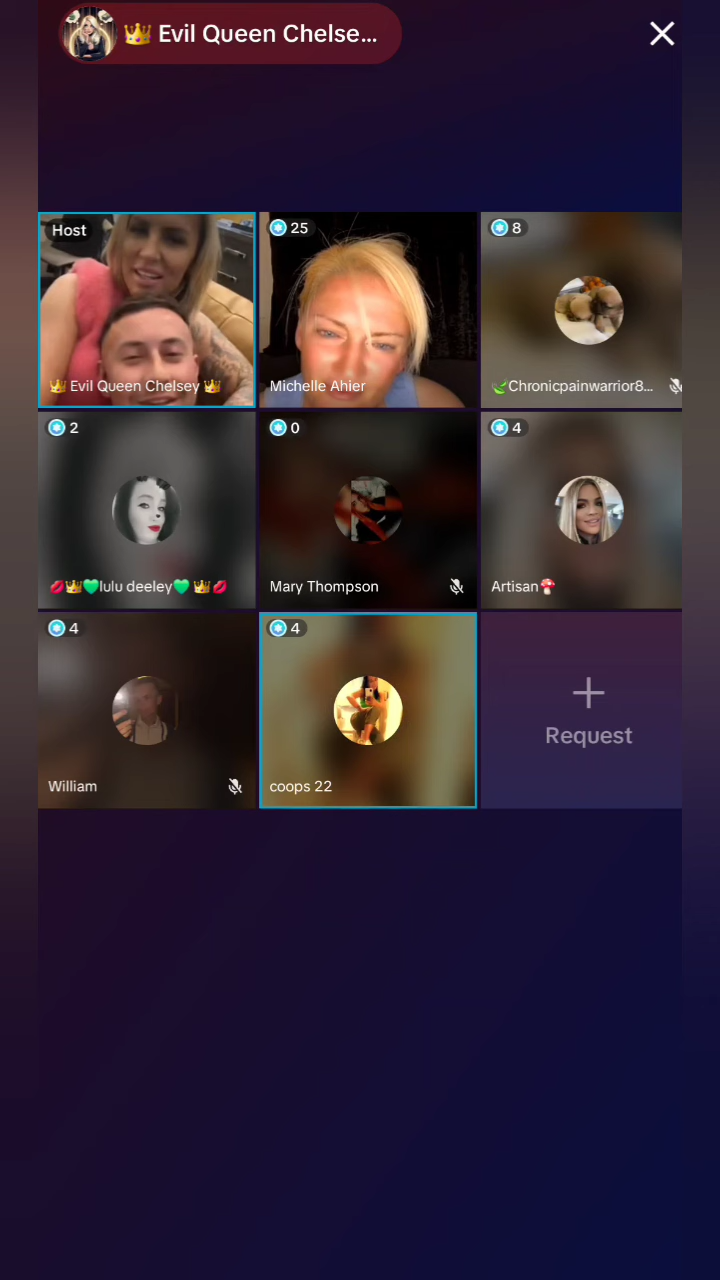 👑 Evil Queen Chelse...
Host
25
8
👑 Evil Queen Chelsey 👑
Michelle Ahier
🌿Chronicpainwarrior8...
2
0
4
💋👑💚lulu deeley💚👑💋
Mary Thompson
Artisan🍄
4
4
Request
William
coops 22